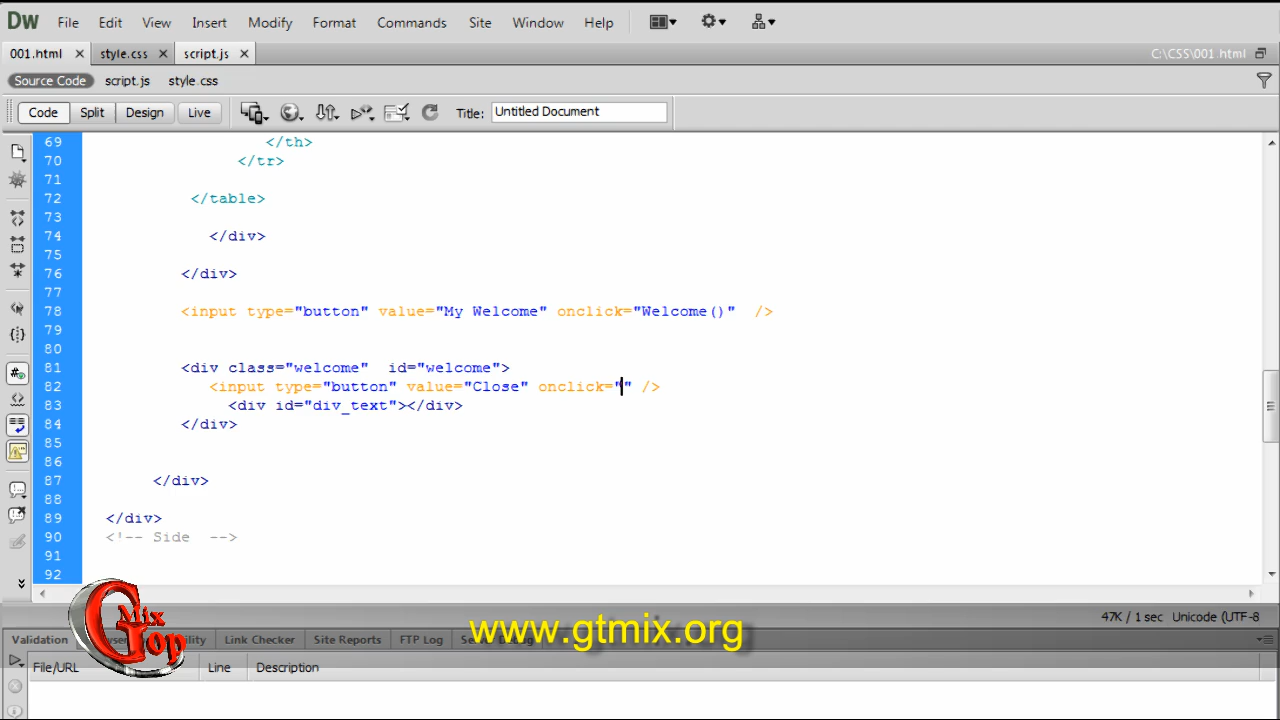 Dw File Edit View Insert Modify Format Commands Site Window Help
001.html × style.css × script.js × C:\CSS\001.html
Source Code script.js style.css
Code Split Design Live Title: Untitled Document
69 </th>
70 </tr>
71
72 </table>
73
74 </div>
75
76 </div>
77
78 <input type="button" value="My Welcome" onclick="Welcome()" />
79
80
81 <div class="welcome" id="welcome">
82 <input type="button" value="Close" onclick="" />
83 <div id="div_text"></div>
84 </div>
85
86
87 </div>
88
89 </div>
90 <!-- Side -->
91
92
47K / 1 sec Unicode (UTF-8
G Mix Top
www.gtmix.org
Validation Link Checker Site Reports FTP Log
File/URL Line Description